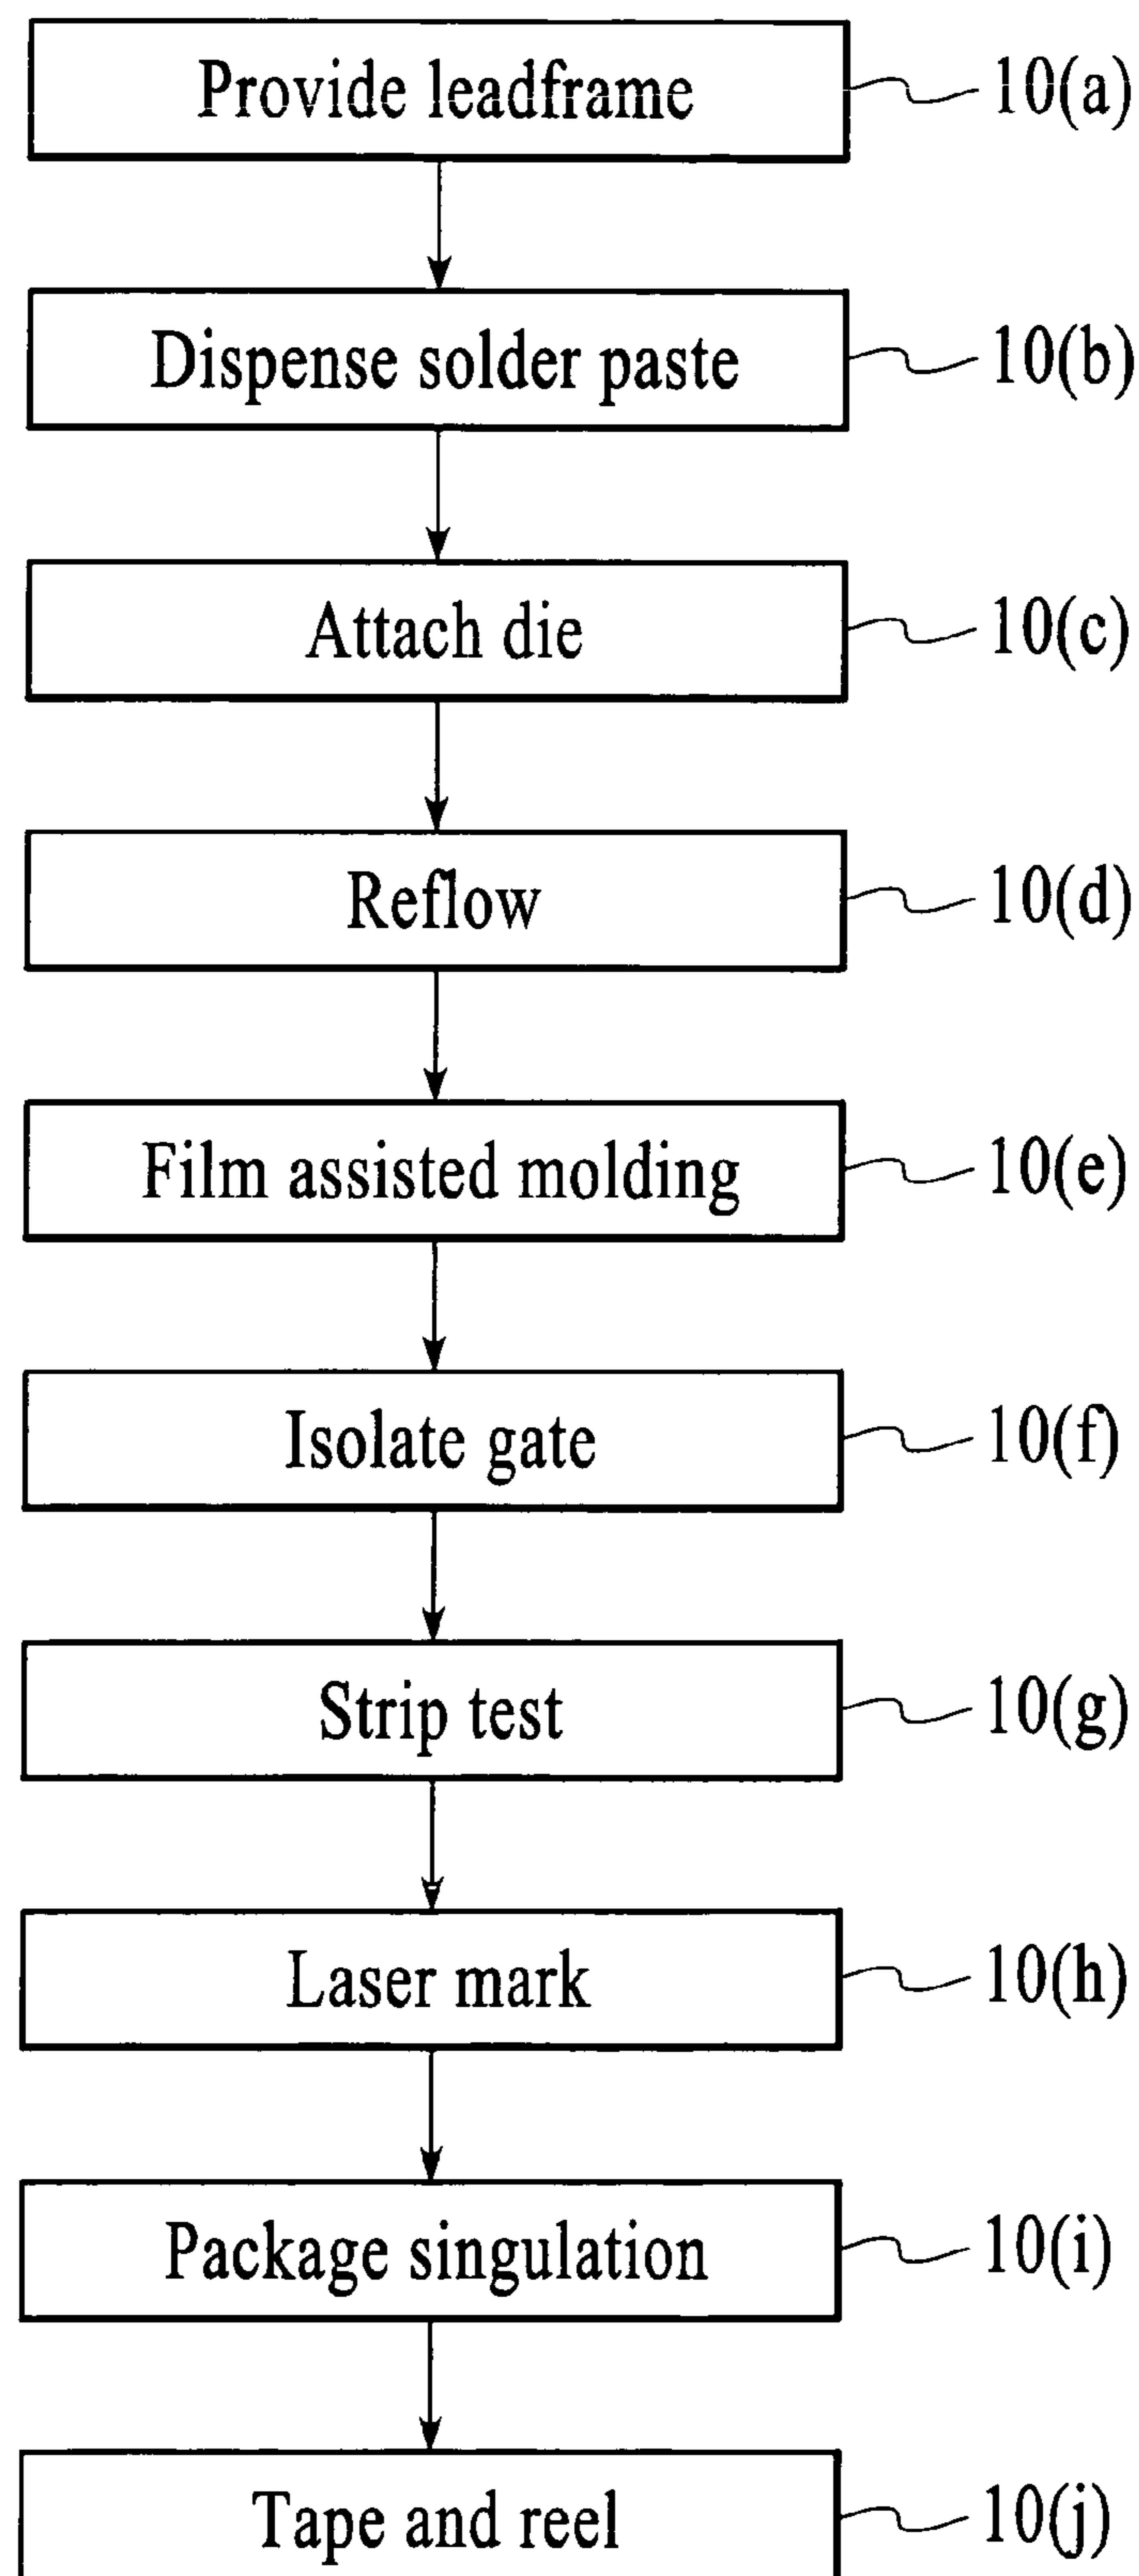 Provide leadframe 10(a)
Dispense solder paste 10(b)
Attach die 10(c)
Reflow 10(d)
Film assisted molding 10(e)
Isolate gate 10(f)
Strip test 10(g)
Laser mark 10(h)
Package singulation 10(i)
Tape and reel 10(j)